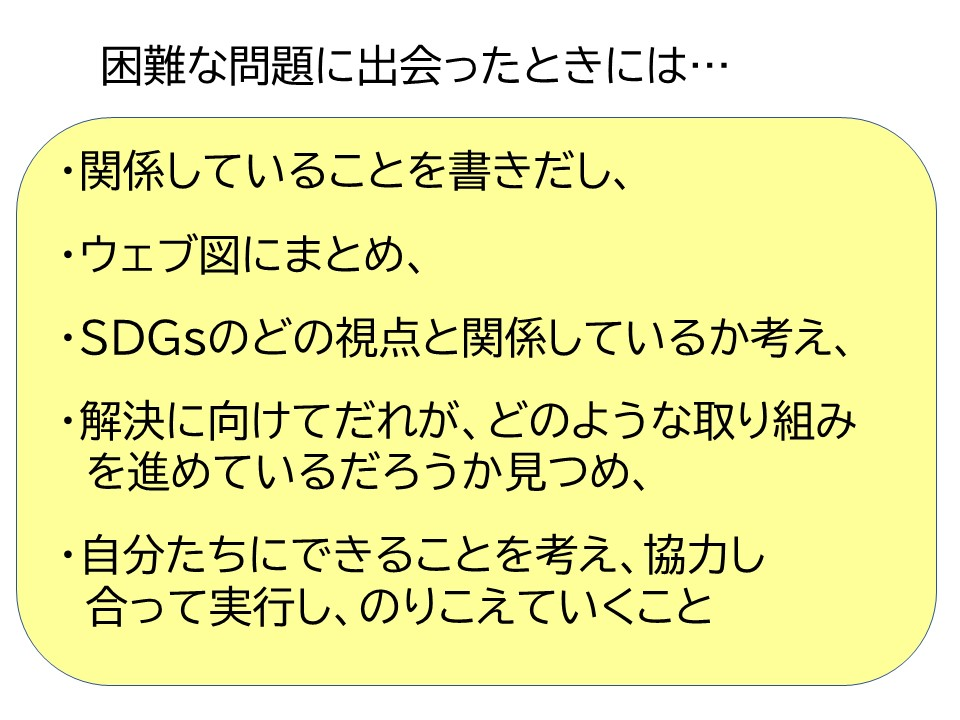 困難な問題に出会ったときには…
・関係していることを書きだし、
・ウェブ図にまとめ、
・SDGsのどの視点と関係しているか考え、
・解決に向けてだれが、どのような取り組み
を進めているだろうか見つめ、
・自分たちにできることを考え、協力し
合って実行し、のりこえていくこと